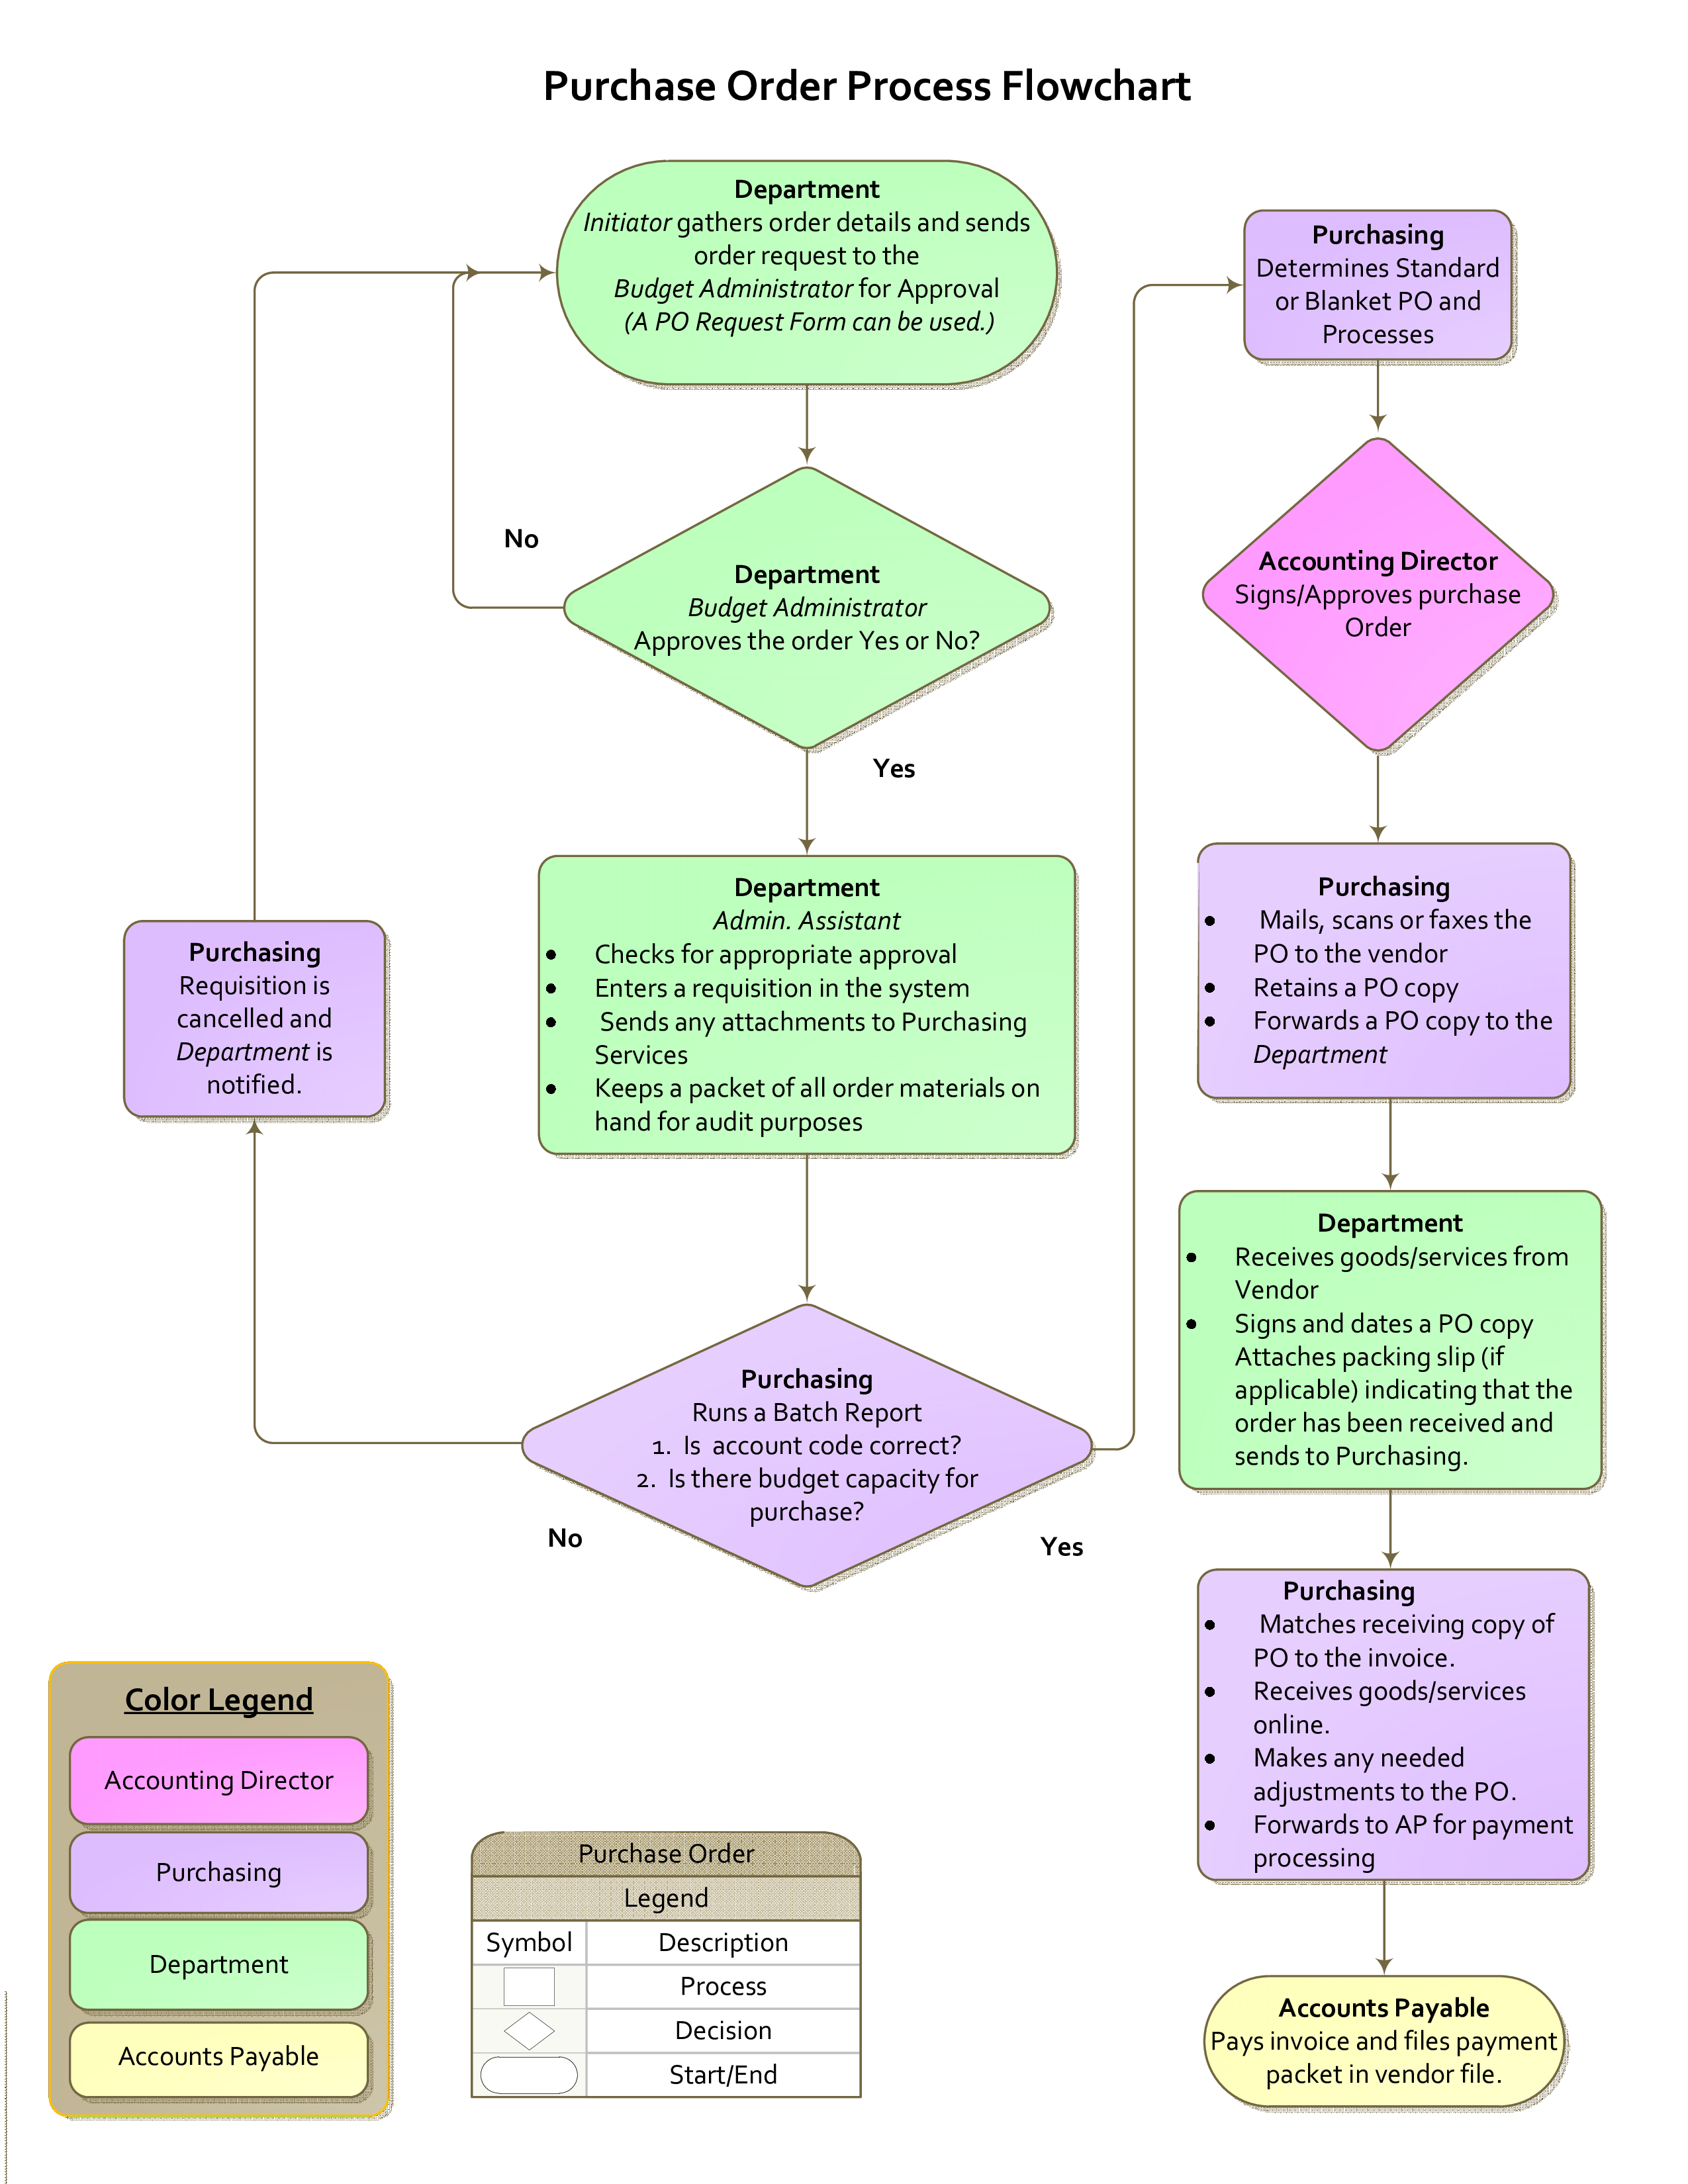 Purchase Order Process Flowchart
Department
Initiator gathers order details and sends
order request to the
Budget Administrator for Approval
(A PO Request Form can be used.)
No
Department
Budget Administrator
Approves the order Yes or No?
Yes
Department
Admin. Assistant
• Checks for appropriate approval
• Enters a requisition in the system
• Sends any attachments to Purchasing
Services
• Keeps a packet of all order materials on
hand for audit purposes
Purchasing
Requisition is
cancelled and
Department is
notified.
Purchasing
Runs a Batch Report
1. Is account code correct?
2. Is there budget capacity for
purchase?
No
Yes
Purchasing
Determines Standard
or Blanket PO and
Processes
Accounting Director
Signs/Approves purchase
Order
Purchasing
• Mails, scans or faxes the
PO to the vendor
• Retains a PO copy
• Forwards a PO copy to the
Department
Department
• Receives goods/services from
Vendor
• Signs and dates a PO copy
Attaches packing slip (if
applicable) indicating that the
order has been received and
sends to Purchasing.
Purchasing
• Matches receiving copy of
PO to the invoice.
• Receives goods/services
online.
• Makes any needed
adjustments to the PO.
• Forwards to AP for payment
processing
Accounts Payable
Pays invoice and files payment
packet in vendor file.
Color Legend
Accounting Director
Purchasing
Department
Accounts Payable
Purchase Order
Legend
Symbol Description
Process
Decision
Start/End